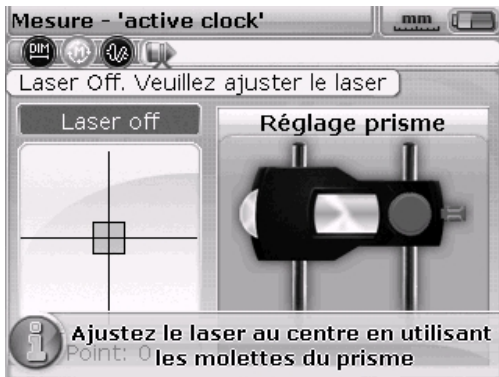 Mesure - 'active clock'
mm
DIM
M
Laser Off. Veuillez ajuster le laser
Laser off
Réglage prisme
Ajustez le laser au centre en utilisant
Point: 0
les molettes du prisme